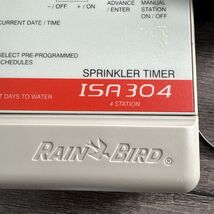 - / OFF + / ON ADVANCE / ENTER MANUAL STATION ON
CURRENT DATE / TIME
SELECT PRE-PROGRAMMED
SCHEDULES
SPRINKLER TIMER
T DAYS TO WATER ISA 304
4 STATION
RAIN BIRD ®